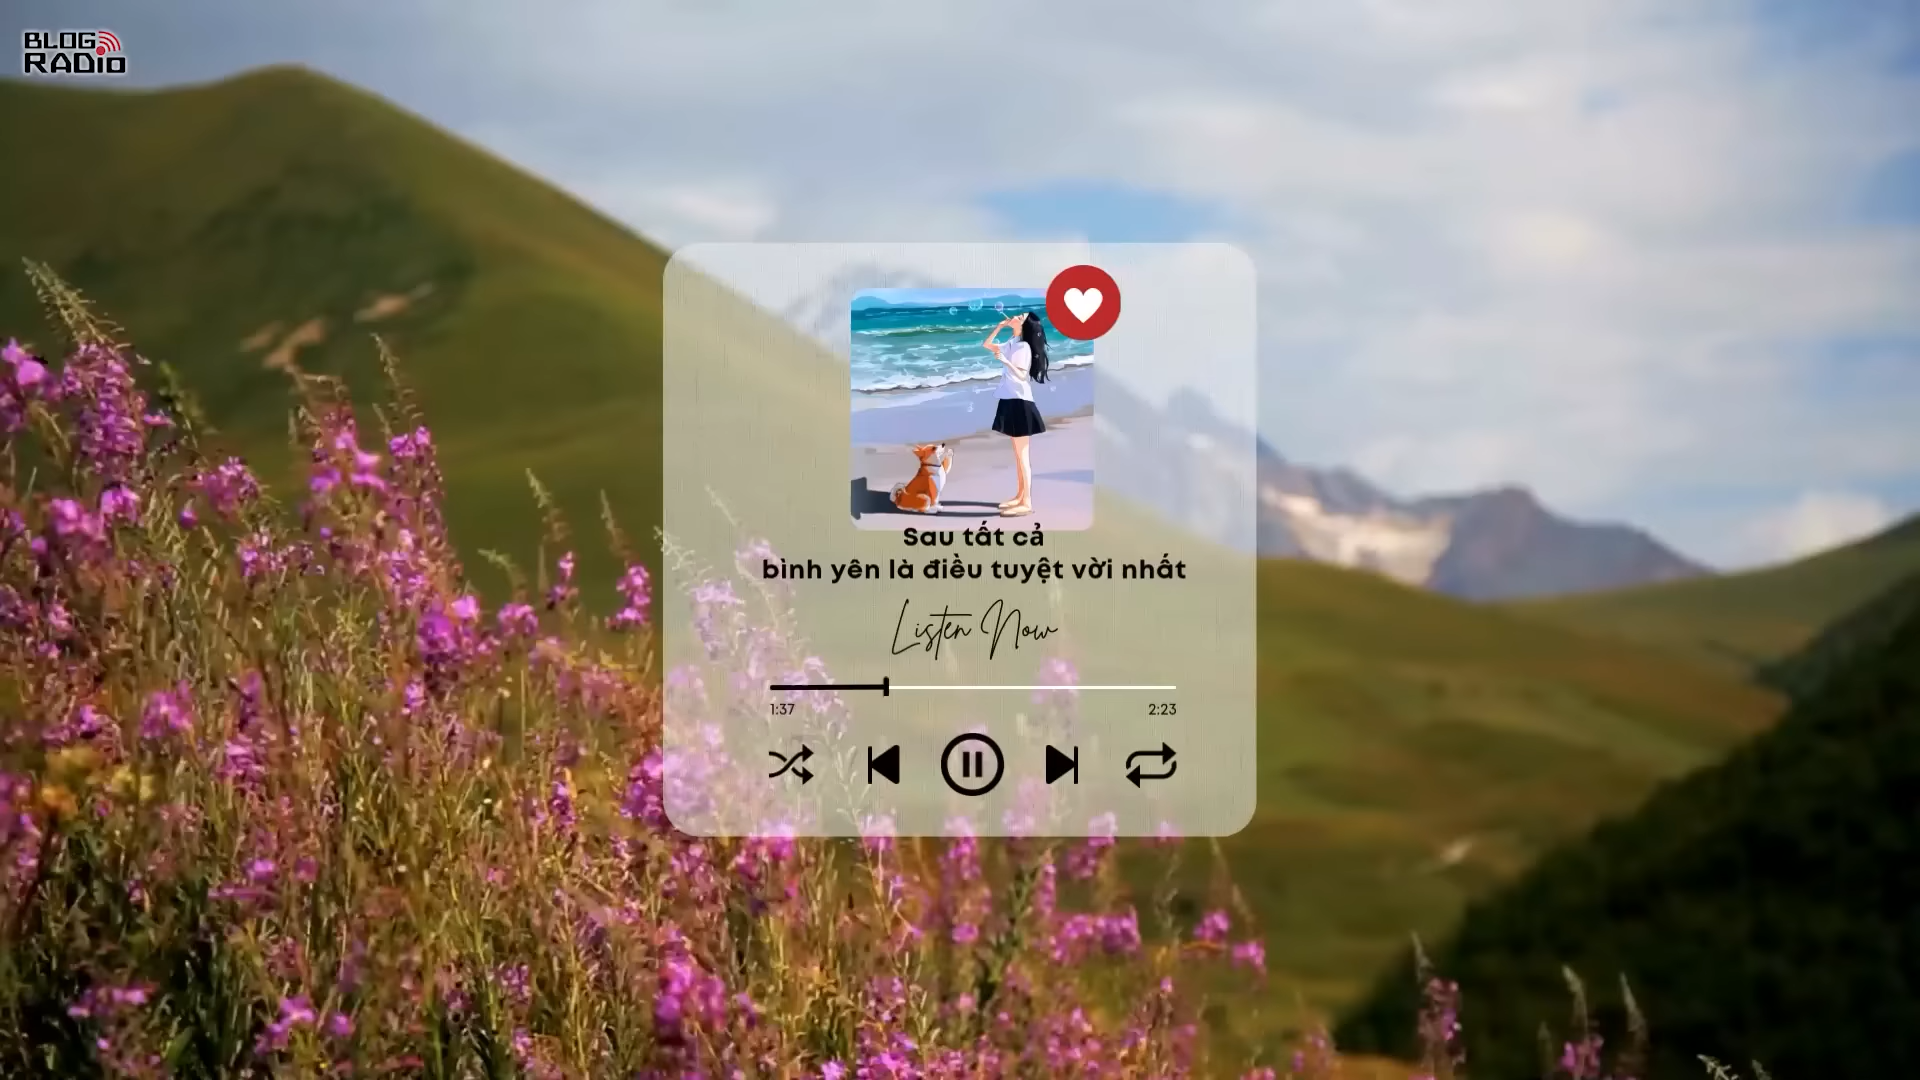 BLOG
RADIO
Sau tất cả
bình yên là điều tuyệt vời nhất
Listen Now
1:37
2:23